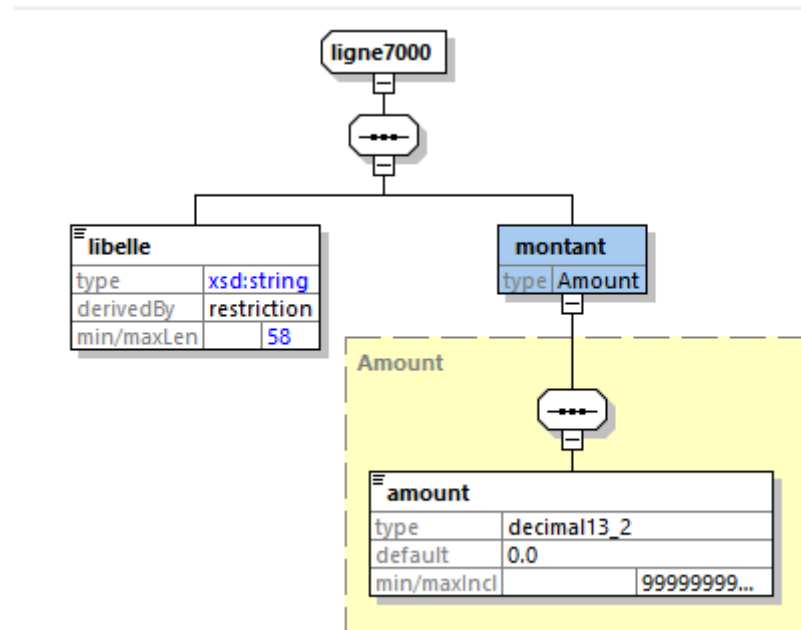 ligne7000
libelle
type xsd:string
derivedBy restriction
min/maxLen 58
montant
type Amount
Amount
amount
type decimal13_2
default 0.0
min/maxIncl 99999999...